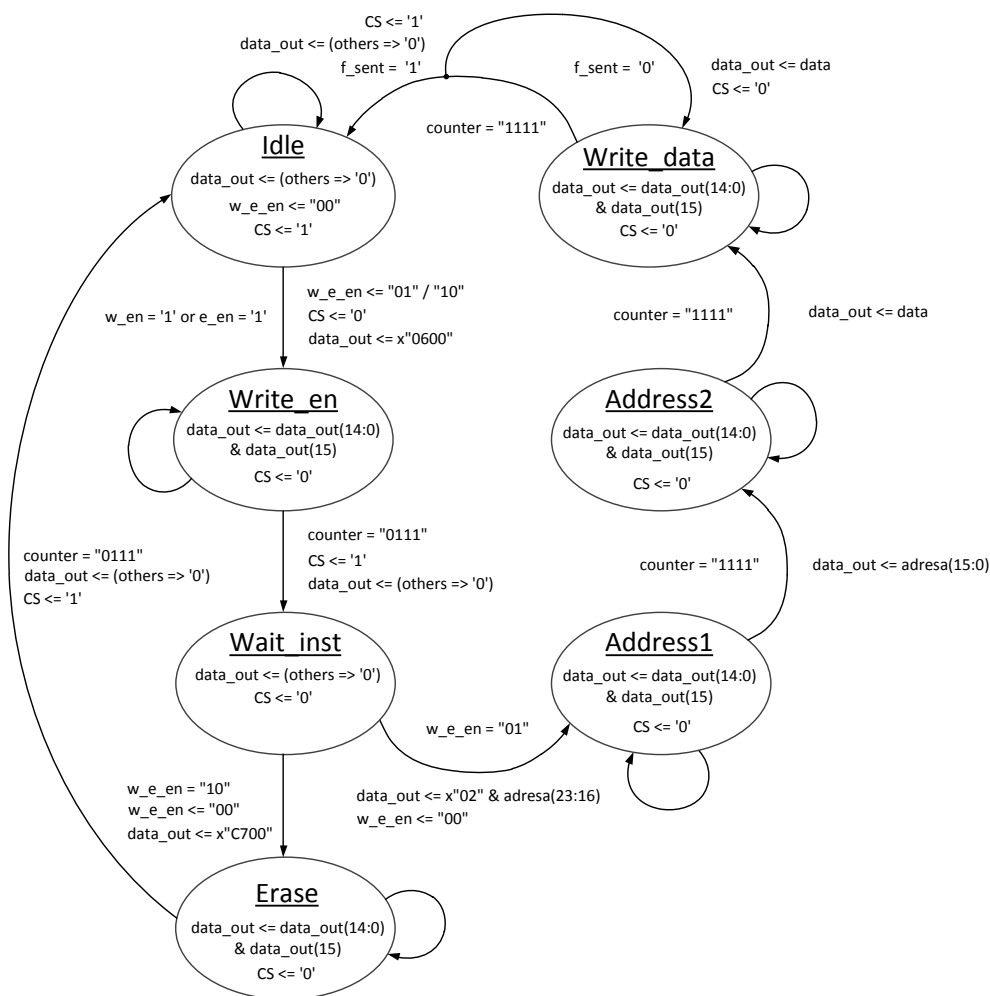 CS <= '1'
data_out <= (others => '0')
f_sent = '1'
f_sent = '0'
data_out <= data
CS <= '0'
counter = "1111"
Idle
data_out <= (others => '0')
w_e_en <= "00"
CS <= '1'
Write_data
data_out <= data_out(14:0)
& data_out(15)
CS <= '0'
w_en = '1' or e_en = '1'
w_e_en <= "01" / "10"
CS <= '0'
data_out <= x"0600"
counter = "1111"
data_out <= data
Write_en
data_out <= data_out(14:0)
& data_out(15)
CS <= '0'
Address2
data_out <= data_out(14:0)
& data_out(15)
CS <= '0'
counter = "0111"
data_out <= (others => '0')
CS <= '1'
counter = "0111"
CS <= '1'
data_out <= (others => '0')
counter = "1111"
data_out <= adresa(15:0)
Wait_inst
data_out <= (others => '0')
CS <= '0'
Address1
data_out <= data_out(14:0)
& data_out(15)
CS <= '0'
w_e_en = "01"
w_e_en = "10"
w_e_en <= "00"
data_out <= x"C700"
data_out <= x"02" & adresa(23:16)
w_e_en <= "00"
Erase
data_out <= data_out(14:0)
& data_out(15)
CS <= '0'